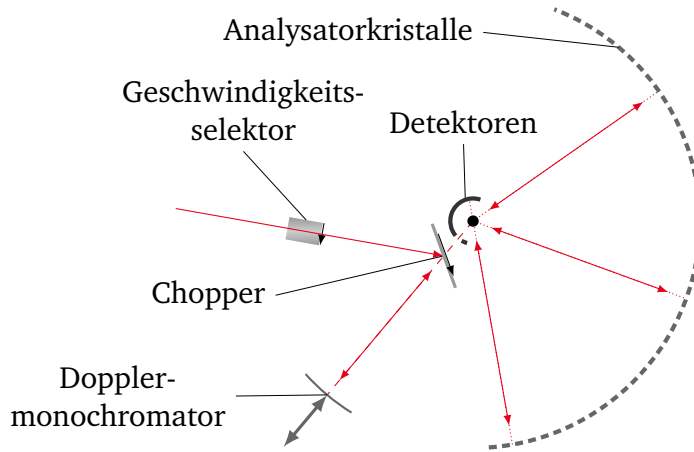 Analysatorkristalle
Geschwindigkeits-
selektor
Detektoren
Chopper
Doppler-
monochromator